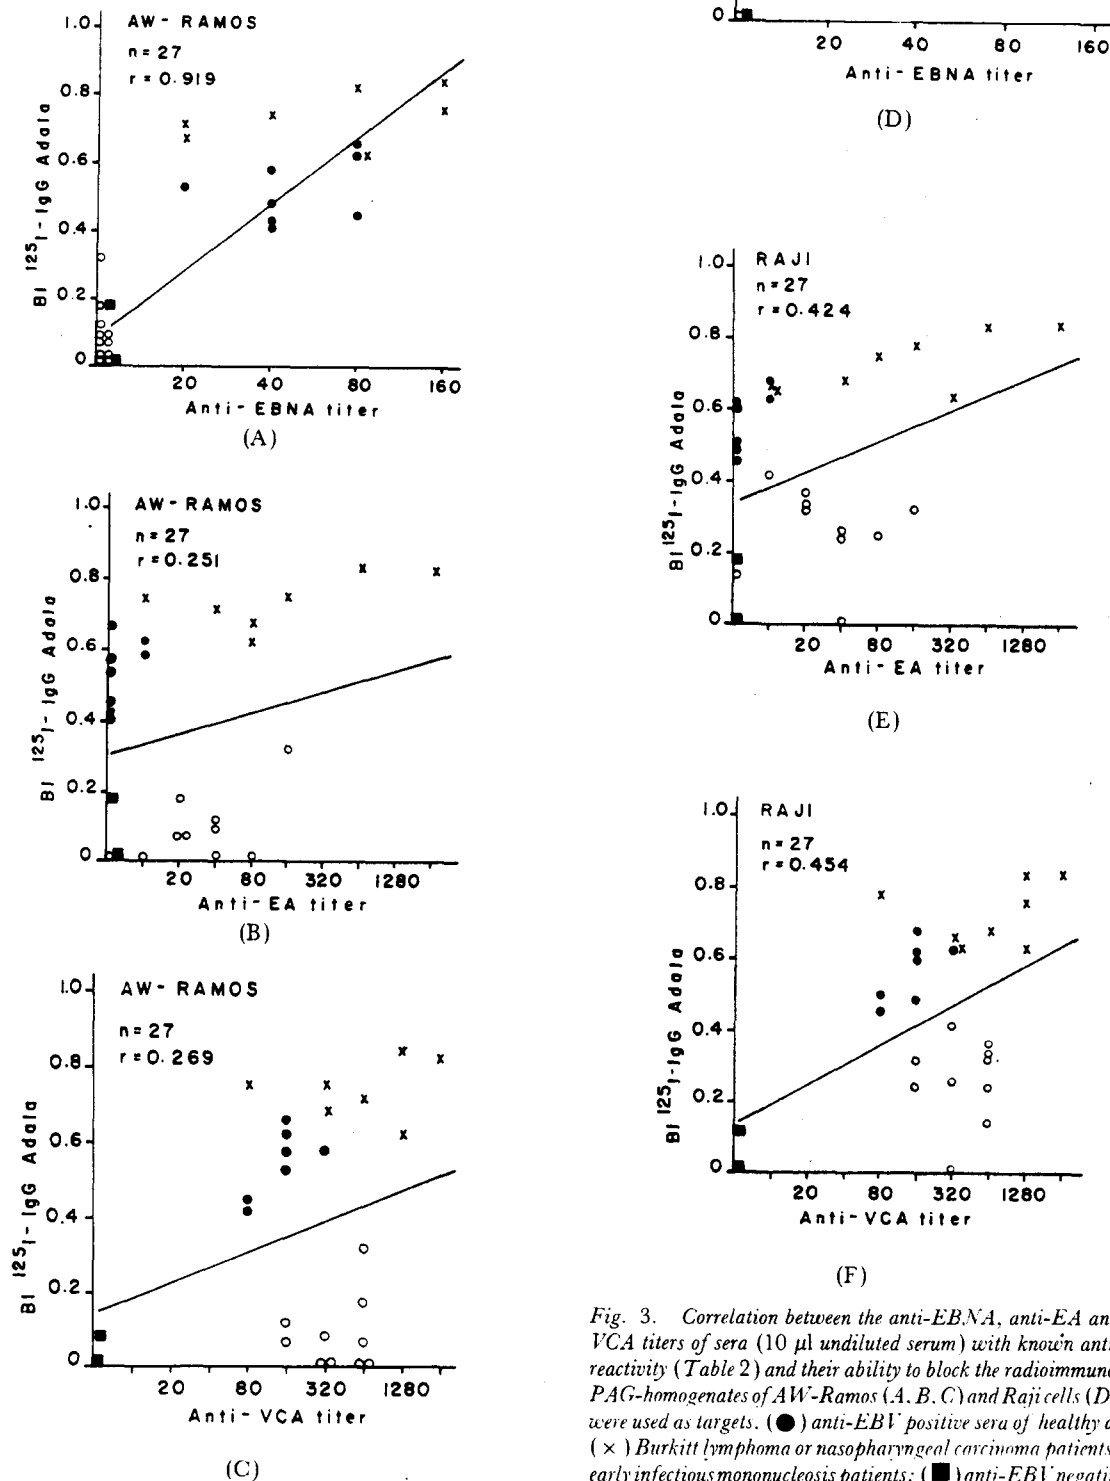 AW- RAMOS
n = 27
r = 0.919
BI 125I-IgG Adala
1.0
0.8
0.6
0.4
0.2
0
20 40 80 160
Anti-EBNA titer
(A)
AW- RAMOS
n = 27
r = 0.251
BI 125I-IgG Adala
1.0
0.8
0.6
0.4
0.2
0
20 80 320 1280
Anti-EA titer
(B)
AW- RAMOS
n = 27
r = 0.269
BI 125I-IgG Adala
1.0
0.8
0.6
0.4
0.2
0
20 80 320 1280
Anti-VCA titer
(C)
0
20 40 80 160
Anti-EBNA titer
(D)
RAJI
n = 27
r = 0.424
BI 125I-IgG Adala
1.0
0.8
0.6
0.4
0.2
0
20 80 320 1280
Anti-EA titer
(E)
RAJI
n = 27
r = 0.454
BI 125I-IgG Adala
1.0
0.8
0.6
0.4
0.2
0
20 80 320 1280
Anti-VCA titer
(F)
Fig. 3. Correlation between the anti-EBNA, anti-EA an
VCA titers of sera (10 µl undiluted serum) with known anti
reactivity (Table 2) and their ability to block the radioimmun
PAG-homogenates of AW-Ramos (A, B, C) and Raji cells (D
were used as targets. (●) anti-EBV positive sera of healthy
(×) Burkitt lymphoma or nasopharyngeal carcinoma patients
early infectious mononucleosis patients; (■) anti-EBV negati